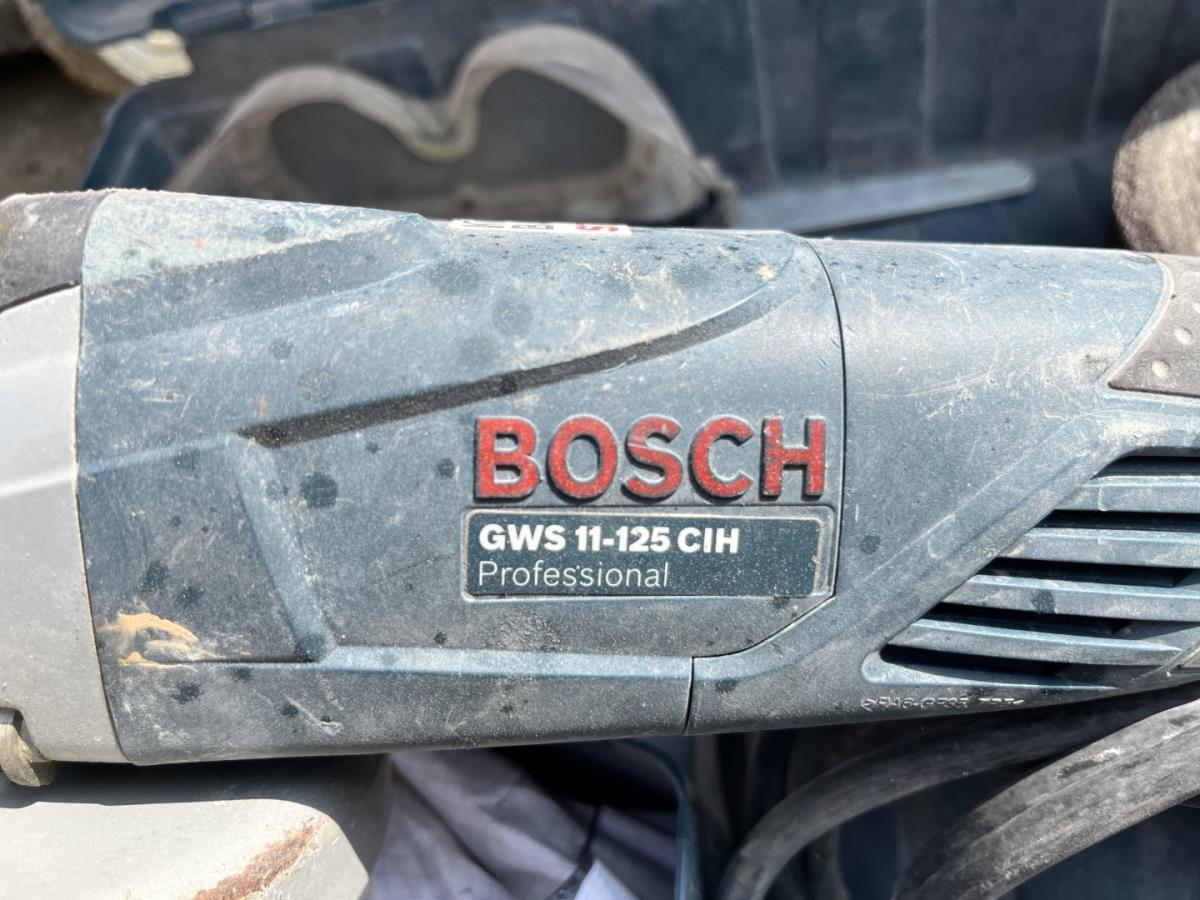 BOSCH
GWS 11-125 CIH
Professional